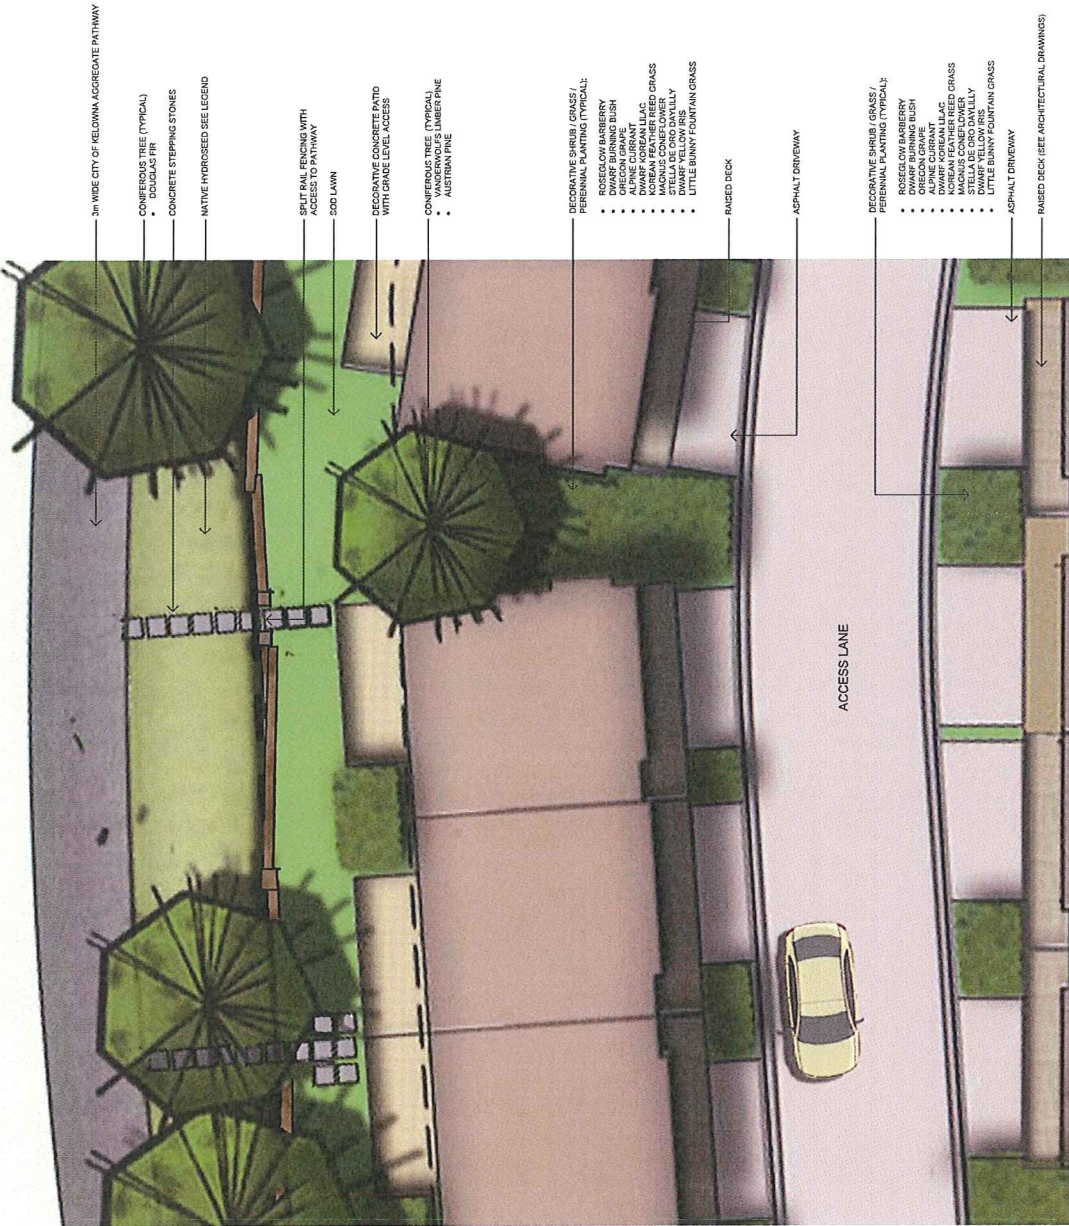 3m WIDE CITY OF KELOWNA AGGREGATE PATHWAY
CONIFEROUS TREE (TYPICAL)
• DOUGLAS FIR
CONCRETE STEPPING STONES
NATIVE HYDROSEED SEE LEGEND
SPLIT RAIL FENCING WITH
ACCESS TO PATHWAY
SOD LAWN
DECORATIVE CONCRETE PATIO
WITH GRADE LEVEL ACCESS
CONIFEROUS TREE (TYPICAL)
• VANDERWOLFS LIMBER PINE
• AUSTRIAN PINE
DECORATIVE SHRUB / GRASS /
PERENNIAL PLANTING (TYPICAL):
• ROSEGLOW BARBERRY
• DWARF BURNING BUSH
• OREGON GRAPE
• ALPINE CURRANT
• DWARF KOREAN LILAC
• KOREAN FEATHER REED GRASS
• MAGNUS CONEFLOWER
• STELLA DE ORO DAYLILLY
• DWARF YELLOW IRIS
• LITTLE BUNNY FOUNTAIN GRASS
RAISED DECK
ASPHALT DRIVEWAY
DECORATIVE SHRUB / GRASS /
PERENNIAL PLANTING (TYPICAL):
• ROSEGLOW BARBERRY
• DWARF BURNING BUSH
• OREGON GRAPE
• ALPINE CURRANT
• DWARF KOREAN LILAC
• KOREAN FEATHER REED GRASS
• MAGNUS CONEFLOWER
• STELLA DE ORO DAYLILLY
• DWARF YELLOW IRIS
• LITTLE BUNNY FOUNTAIN GRASS
ASPHALT DRIVEWAY
RAISED DECK (SEE ARCHITECTURAL DRAWINGS)
ACCESS LANE